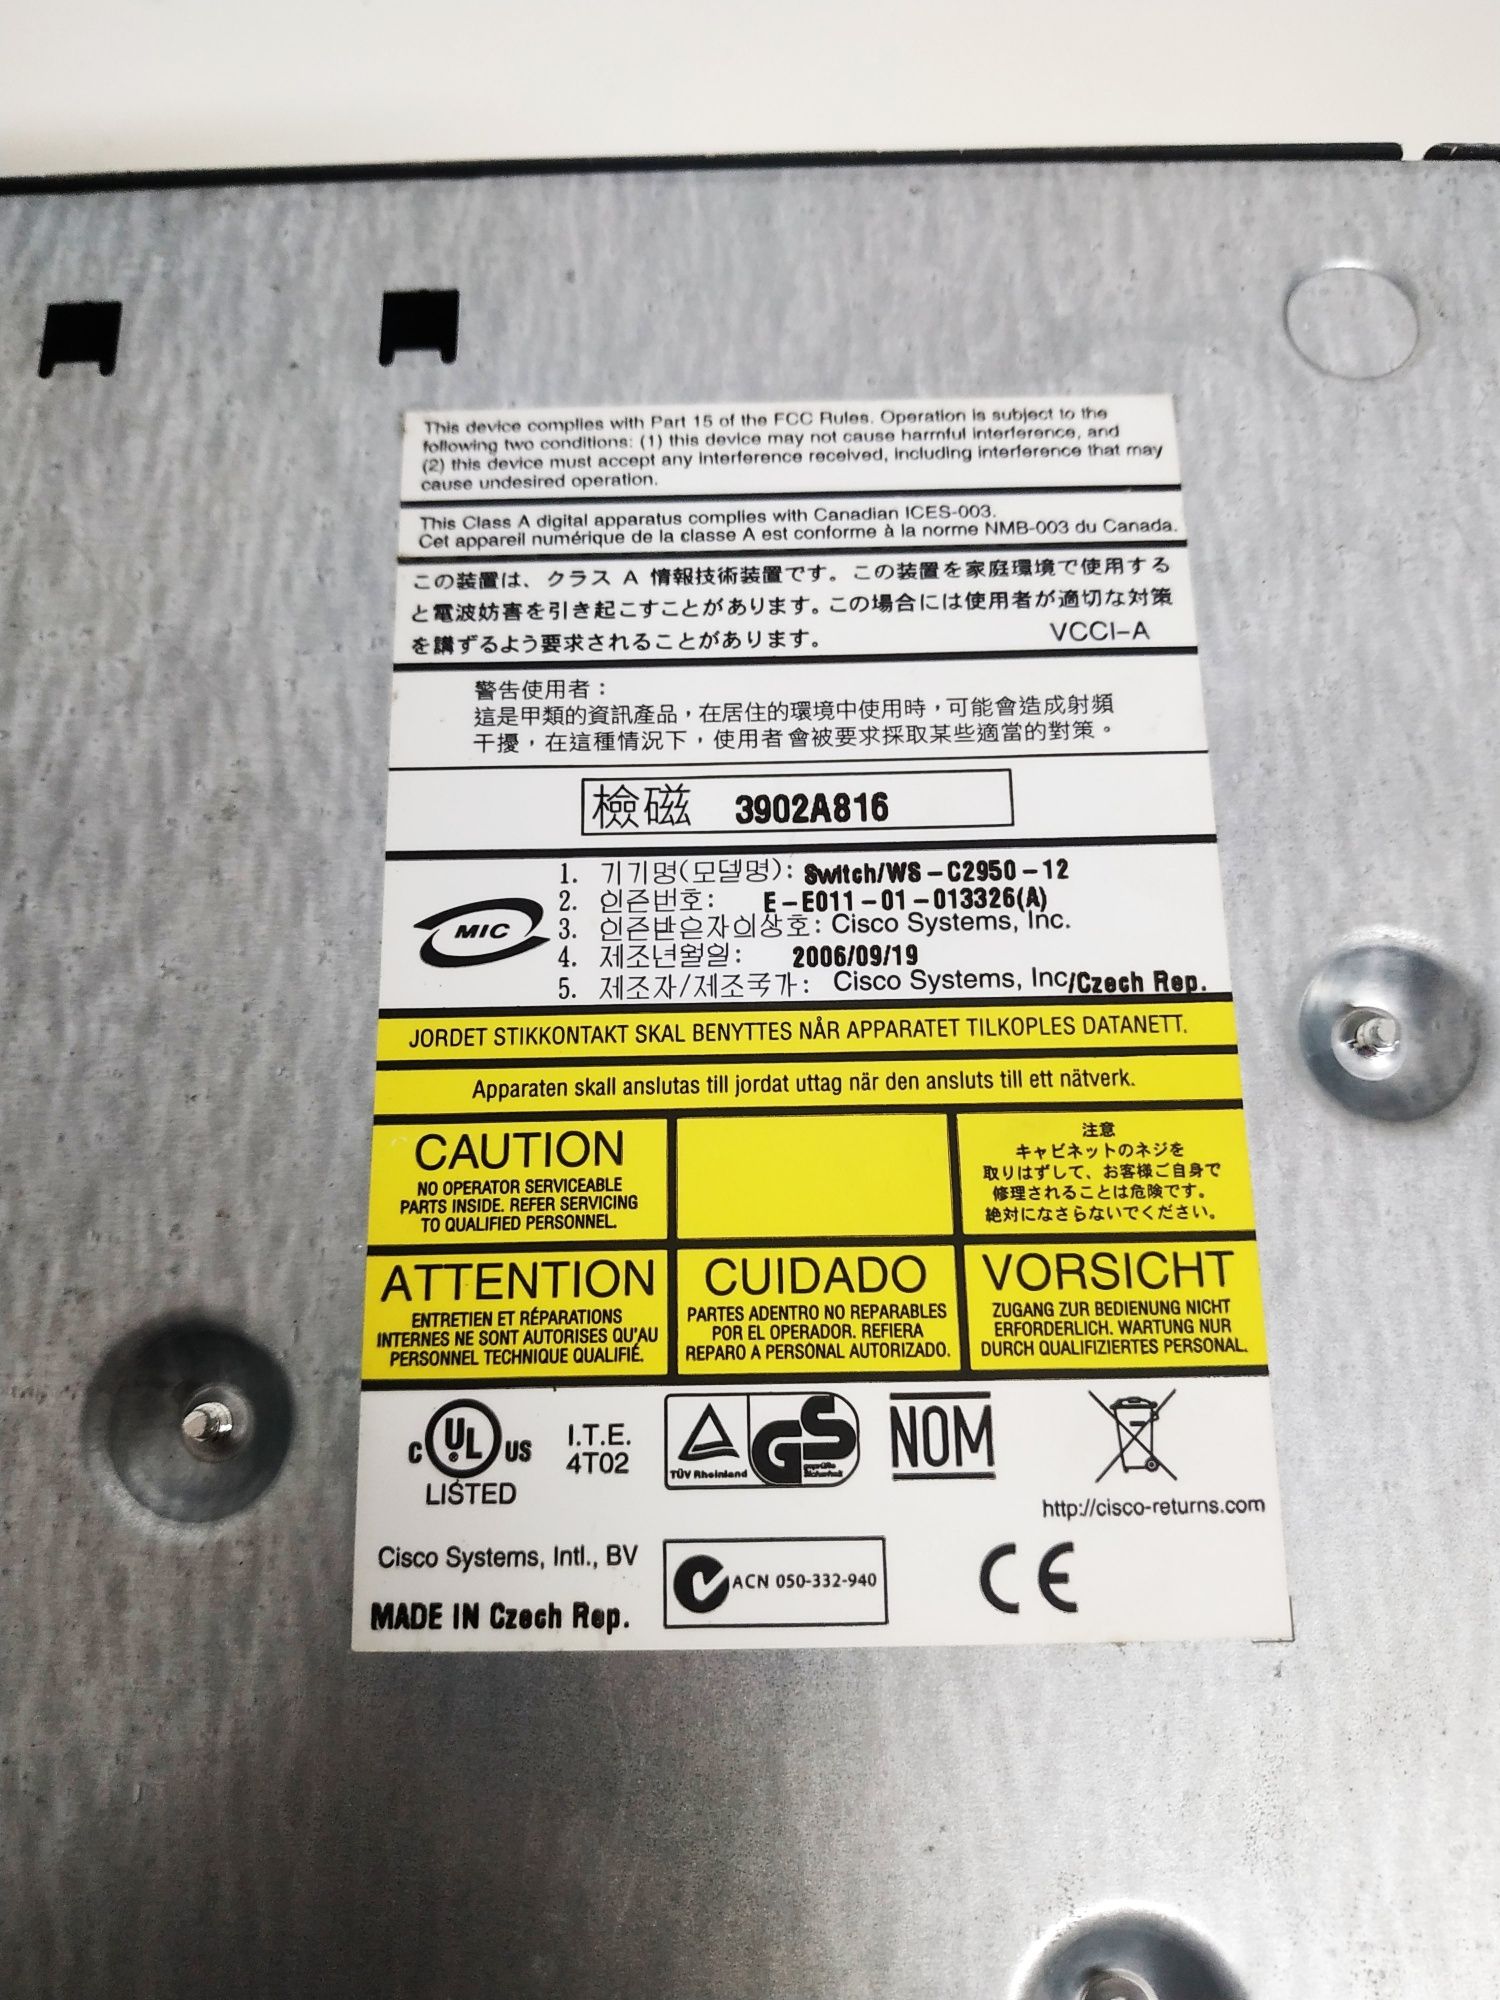 This device complies with Part 15 of the FCC Rules. Operation is subject to the
following two conditions: (1) this device may not cause harmful interference, and
(2) this device must accept any interference received, including interference that may
cause undesired operation.
This Class A digital apparatus complies with Canadian ICES-003.
Cet appareil numérique de la classe A est conforme à la norme NMB-003 du Canada.
この装置は、クラス A 情報技術装置です。この装置を家庭環境で使用する
と電波妨害を引き起こすことがあります。この場合には使用者が適切な対策
を講ずるよう要求されることがあります。 VCCI-A
警告使用者：
這是甲類的資訊產品，在居住的環境中使用時，可能會造成射頻
干擾，在這種情況下，使用者會被要求採取某些適當的對策。
檢磁 3902A816
MIC
1. 기기명(모델명): Switch/WS-C2950-12
2. 인증번호: E-E011-01-013326(A)
3. 인증받은자의상호: Cisco Systems, Inc.
4. 제조년월일: 2006/09/19
5. 제조자/제조국가: Cisco Systems, Inc/Czech Rep.
JORDET STIKKONTAKT SKAL BENYTTES NÅR APPARATET TILKOPLES DATANETT.
Apparaten skall anslutas till jordat uttag när den ansluts till ett nätverk.
CAUTION
NO OPERATOR SERVICEABLE
PARTS INSIDE. REFER SERVICING
TO QUALIFIED PERSONNEL.
注意
キャビネットのネジを
取りはずして、お客様ご自身で
修理されることは危険です。
絶対になさらないでください。
ATTENTION
ENTRETIEN ET RÉPARATIONS
INTERNES NE SONT AUTORISES QU'AU
PERSONNEL TECHNIQUE QUALIFIÉ.
CUIDADO
PARTES ADENTRO NO REPARABLES
POR EL OPERADOR. REFIERA
REPARO A PERSONAL AUTORIZADO.
VORSICHT
ZUGANG ZUR BEDIENUNG NICHT
ERFORDERLICH. WARTUNG NUR
DURCH QUALIFIZIERTES PERSONAL.
C UL US
LISTED
I.T.E.
4T02
TÜV Rheinland
GS
geprüfte
Sicherheit
NOM
http://cisco-returns.com
Cisco Systems, Intl., BV
MADE IN Czech Rep.
ACN 050-332-940
CE